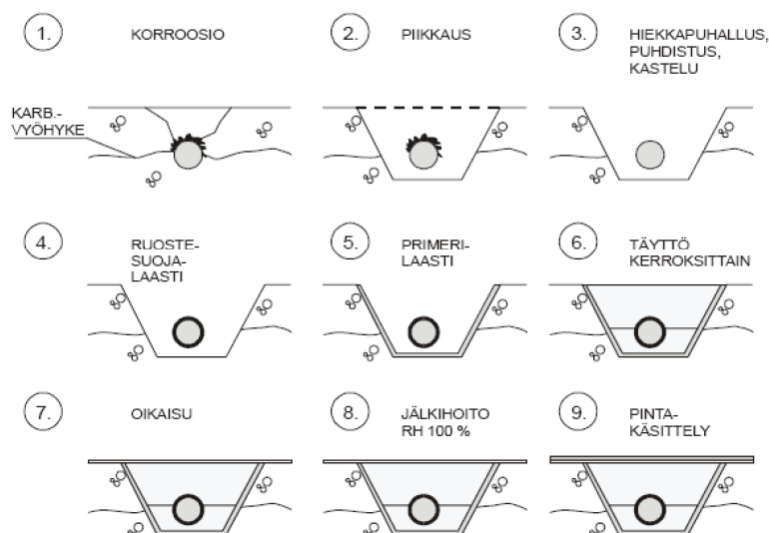 1.
KORROOSIO
KARB.-
VYÖHYKE
2.
PIIKKAUS
3.
HIEKKAPUHALLUS,
PUHDISTUS,
KASTELU
4.
RUOSTE-
SUOJA-
LAASTI
5.
PRIMERI-
LAASTI
6.
TÄYTTÖ
KERROKSITTAIN
7.
OIKAISU
8.
JÄLKIHOITO
RH 100 %
9.
PINTA-
KÄSITTELY